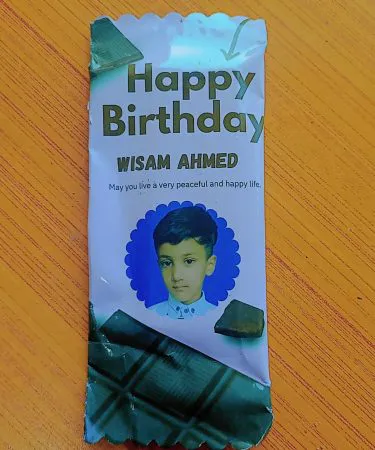 Happy
Birthday
WISAM AHMED
May you live a very peaceful and happy life.